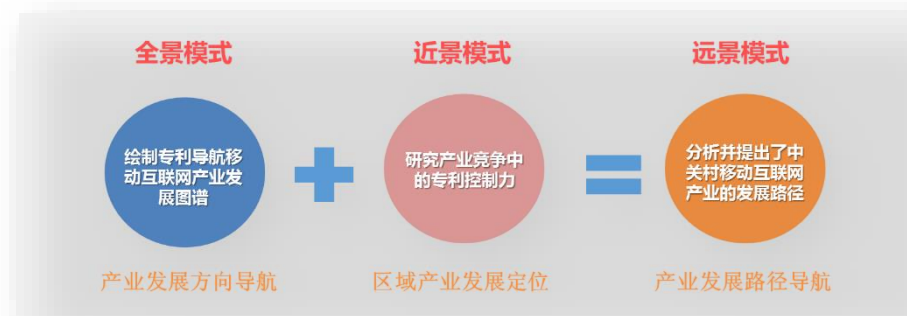 全景模式
近景模式
远景模式
绘制专利导航移
动互联网产业发
展图谱
研究产业竞争中
的专利控制力
分析并提出了中
关村移动互联网
产业的发展路径
产业发展方向导航
区域产业发展定位
产业发展路径导航